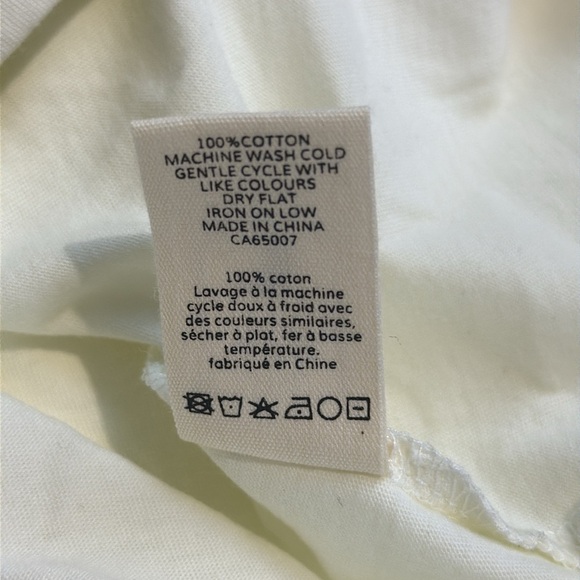 100%COTTON
MACHINE WASH COLD
GENTLE CYCLE WITH
LIKE COLOURS
DRY FLAT
IRON ON LOW
MADE IN CHINA
CA65007
100% coton
Lavage à la machine
cycle doux à froid avec
des couleurs similaires,
sécher à plat, fer à basse
température.
fabriqué en Chine